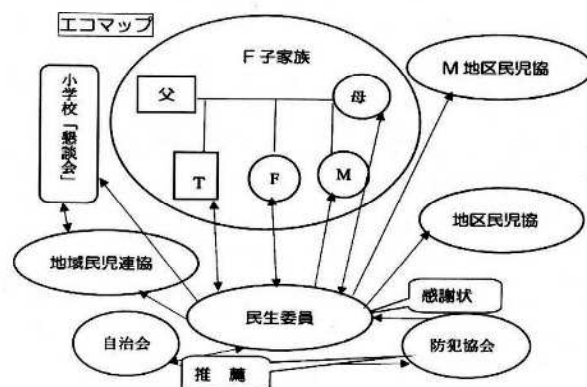 エコマップ
F子家族
父
母
T
F
M
小学校「懇談会」
M地区民児協
地区民児協
地域民児連協
民生委員
感謝状
自治会
推薦
防犯協会